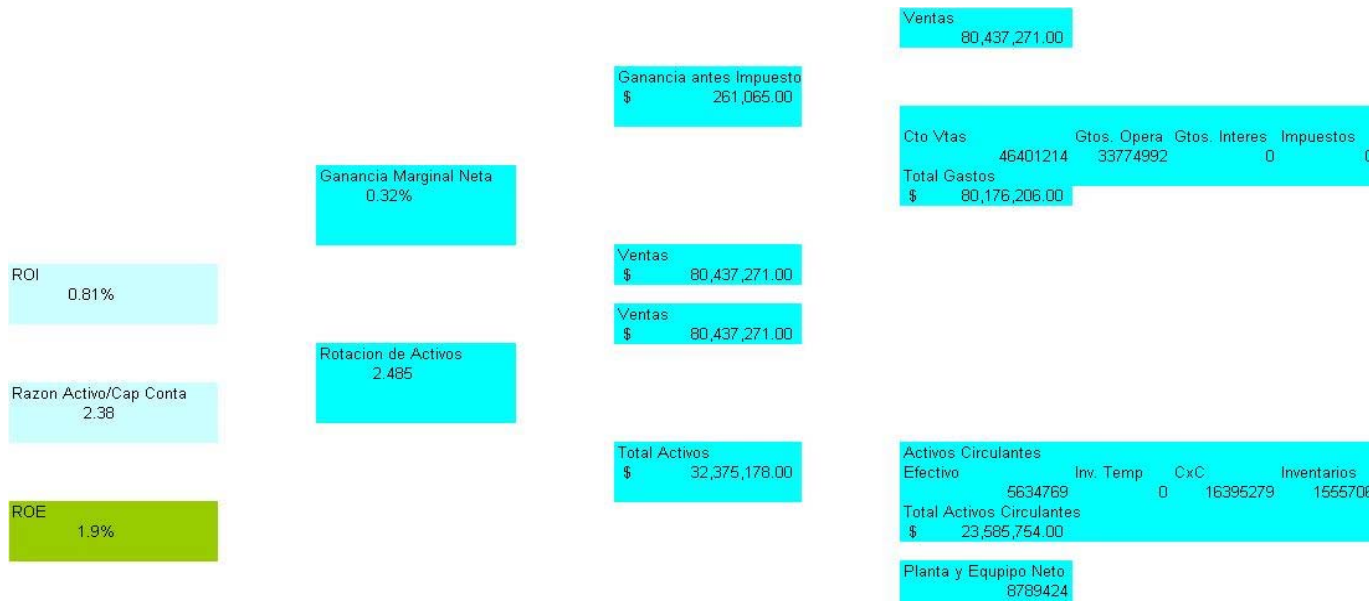 Ventas
80,437,271.00
Ganancia antes Impuesto
$ 261,065.00
Cto Vtas Gtos. Opera Gtos. Interes Impuestos
46401214 33774992 0 0
Total Gastos
$ 80,176,206.00
Ganancia Marginal Neta
0.32%
Ventas
$ 80,437,271.00
ROI
0.81%
Ventas
$ 80,437,271.00
Rotacion de Activos
2.485
Razon Activo/Cap Conta
2.38
Total Activos
$ 32,375,178.00
Activos Circulantes
Efectivo Inv. Temp CxC Inventarios
5634769 0 16395279 1555706
Total Activos Circulantes
$ 23,585,754.00
ROE
1.9%
Planta y Equpipo Neto
8789424